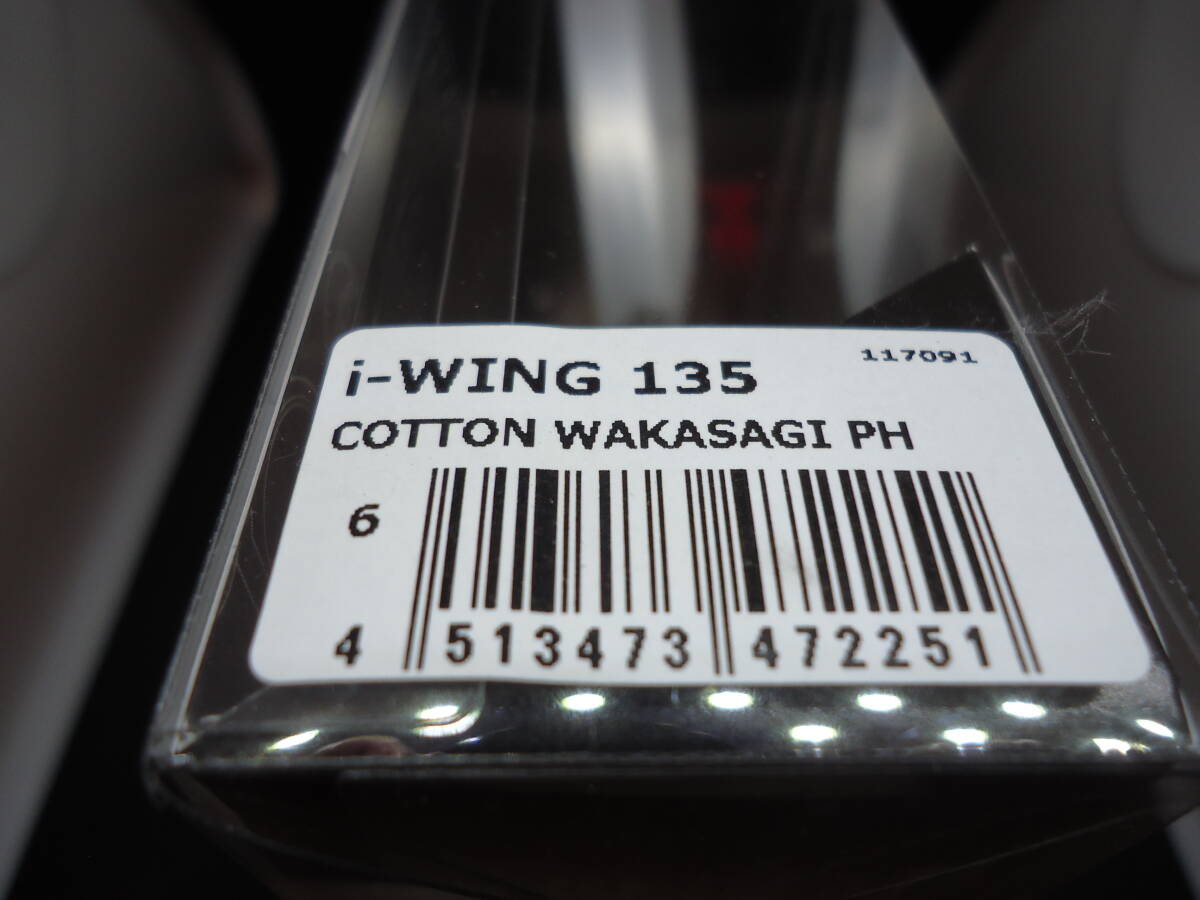 i-WING 135 117091
COTTON WAKASAGI PH
6
4 513473 472251